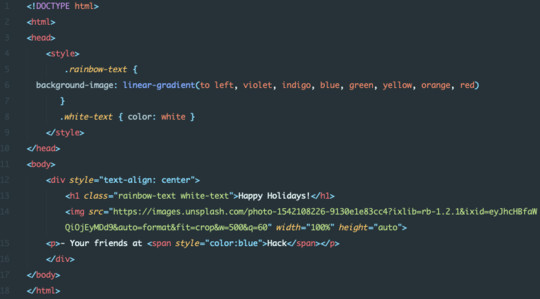 1 <!DOCTYPE html>
2 <html>
3 <head>
4 <style>
5 .rainbow-text {
6 background-image: linear-gradient(to left, violet, indigo, blue, green, yellow, orange, red)
7 }
8 .white-text { color: white }
9 </style>
10 </head>
11 <body>
12 <div style="text-align: center">
13 <h1 class="rainbow-text white-text">Happy Holidays!</h1>
14 <img src="https://images.unsplash.com/photo-1542108226-9130e1e83cc4?ixlib=rb-1.2.1&ixid=eyJhcHBfaW
QiOjEyMDd9&auto=format&fit=crop&w=500&q=60" width="100%" height="auto">
15 <p>- Your friends at <span style="color:blue">Hack</span></p>
16 </div>
17 </body>
18 </html>